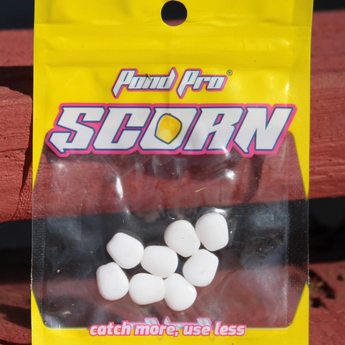 Pond Pro®
SCORN
catch more, use less